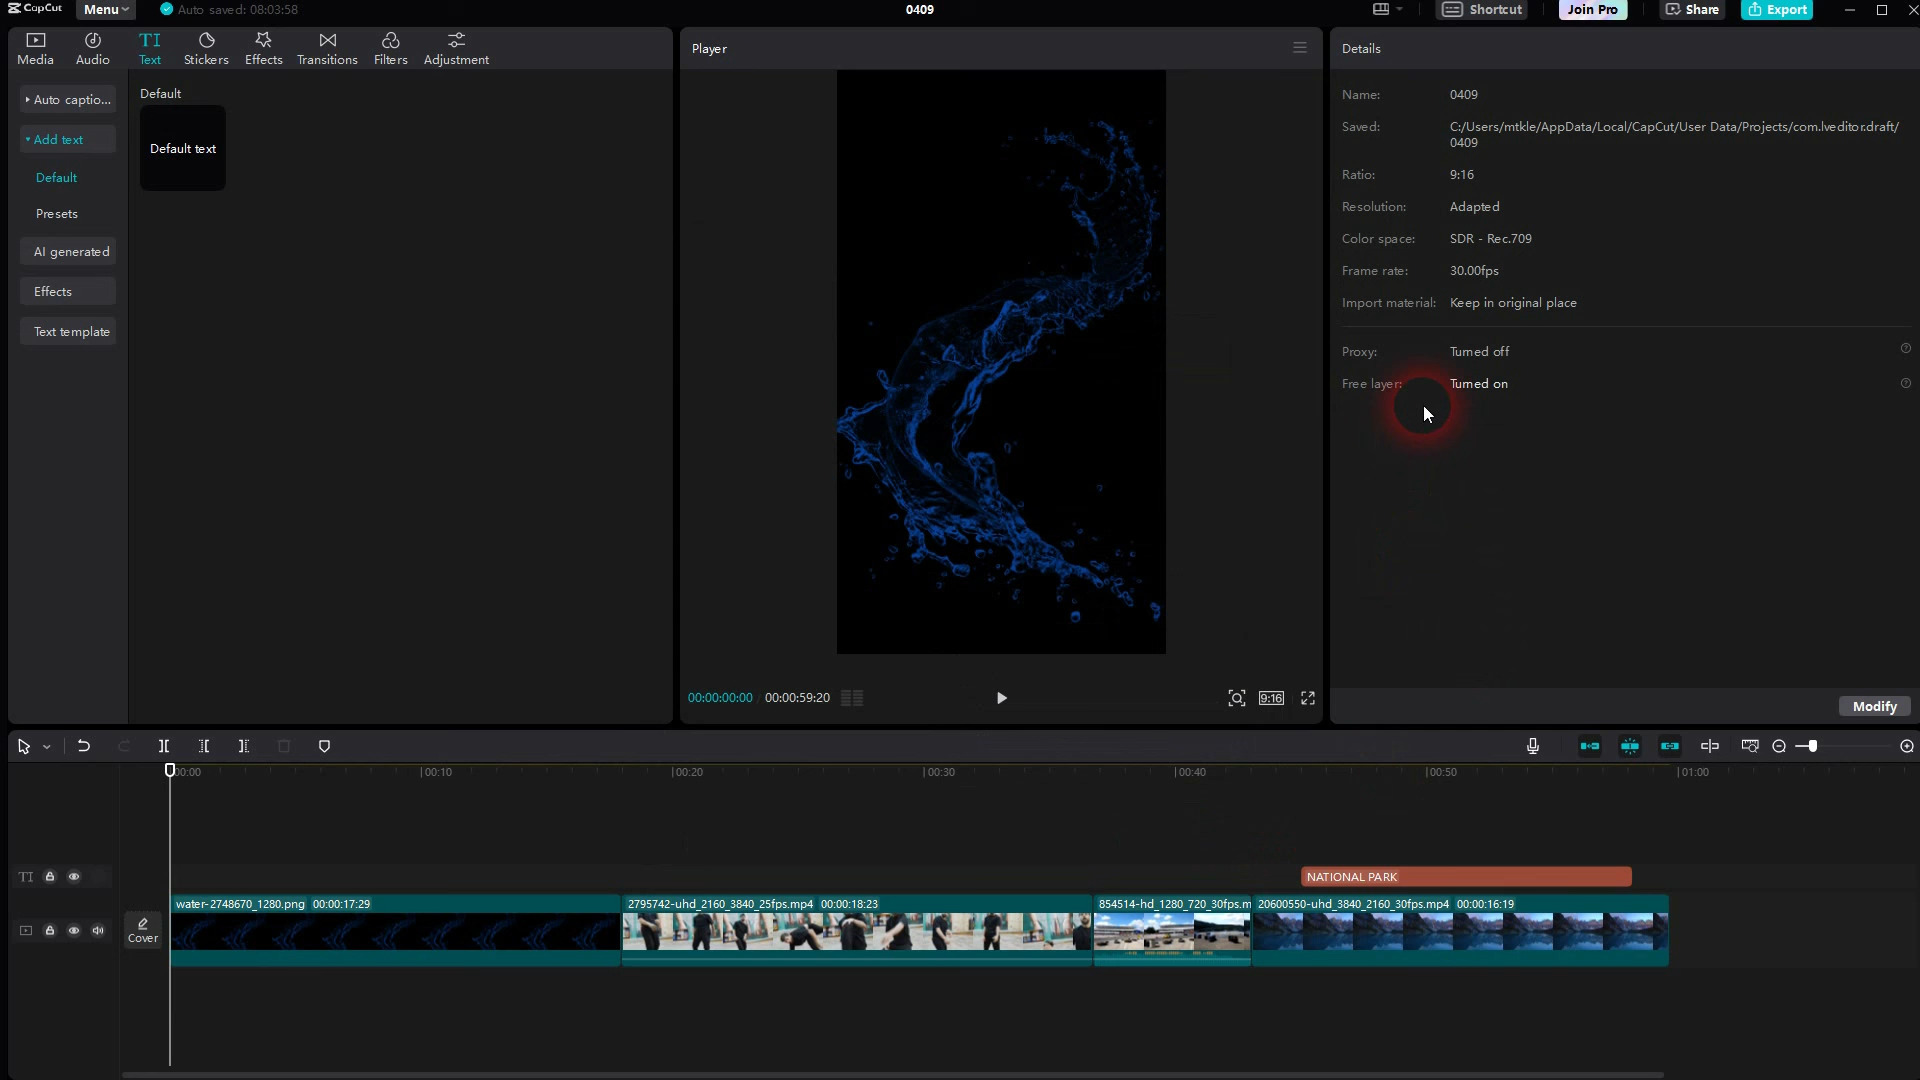 CapCut
Menu
Auto saved: 08:03:58
0409
Shortcut
Join Pro
Share
Export
Media
Audio
TI
Text
Stickers
Effects
Transitions
Filters
Adjustment
Auto captio...
Add text
Default
Presets
AI generated
Effects
Text template
Default
Default text
Player
00:00:00:00
00:00:59:20
9:16
Details
Name: 0409
Saved: C:/Users/mtkle/AppData/Local/CapCut/User Data/Projects/com.lveditor.draft/
0409
Ratio: 9:16
Resolution: Adapted
Color space: SDR - Rec.709
Frame rate: 30.00fps
Import material: Keep in original place
Proxy: Turned off
Free layer: Turned on
Modify
00:00
00:10
00:20
00:30
00:40
00:50
01:00
TI
NATIONAL PARK
Cover
water-2748670_1280.png 00:00:17:29
2795742-uhd_2160_3840_25fps.mp4 00:00:18:23
854514-hd_1280_720_30fps.m
20600550-uhd_3840_2160_30fps.mp4 00:00:16:19